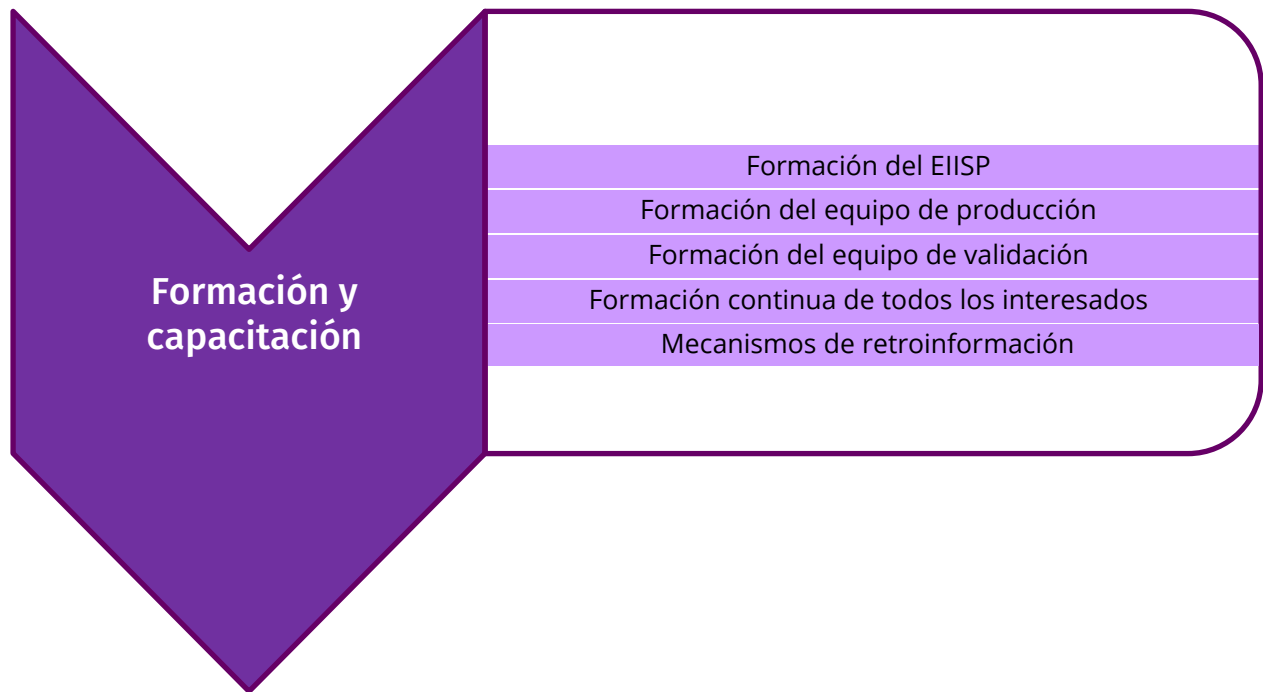 Formación y
capacitación
Formación del EIISP
Formación del equipo de producción
Formación del equipo de validación
Formación continua de todos los interesados
Mecanismos de retroinformación